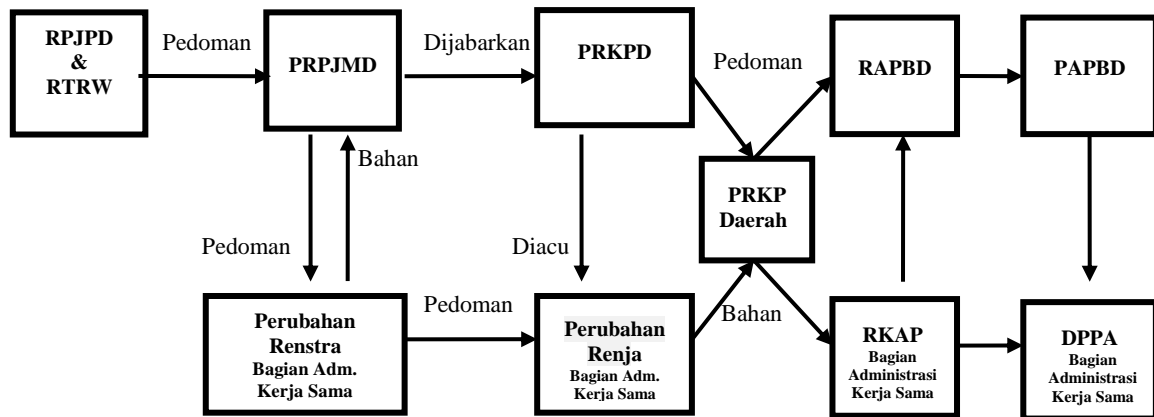 RPJPD
&
RTRW
Pedoman
PRPJMD
Dijabarkan
PRKPD
Pedoman
RAPBD
PAPBD
Bahan
PRKP
Daerah
Pedoman
Diacu
Pedoman
Bahan
Perubahan
Renstra
Bagian Adm.
Kerja Sama
Perubahan
Renja
Bagian Adm.
Kerja Sama
RKAP
Bagian
Administrasi
Kerja Sama
DPPA
Bagian
Administrasi
Kerja Sama